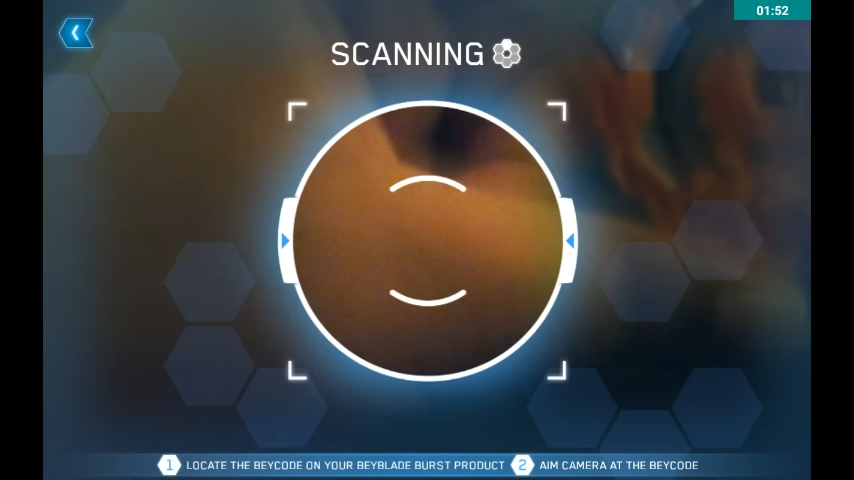 01:52
SCANNING
1 LOCATE THE BEYCODE ON YOUR BEYBLADE BURST PRODUCT 2 AIM CAMERA AT THE BEYCODE